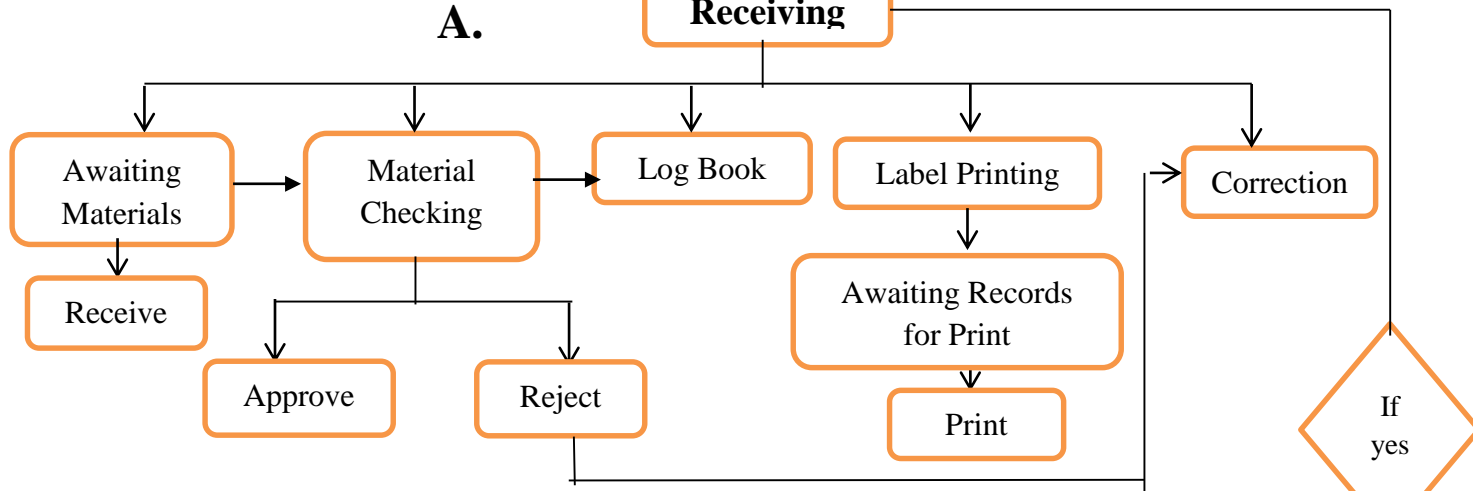 A.
Receiving
Awaiting
Materials
Material
Checking
Log Book
Label Printing
Correction
Receive
Awaiting Records
for Print
Approve
Reject
Print
If
yes